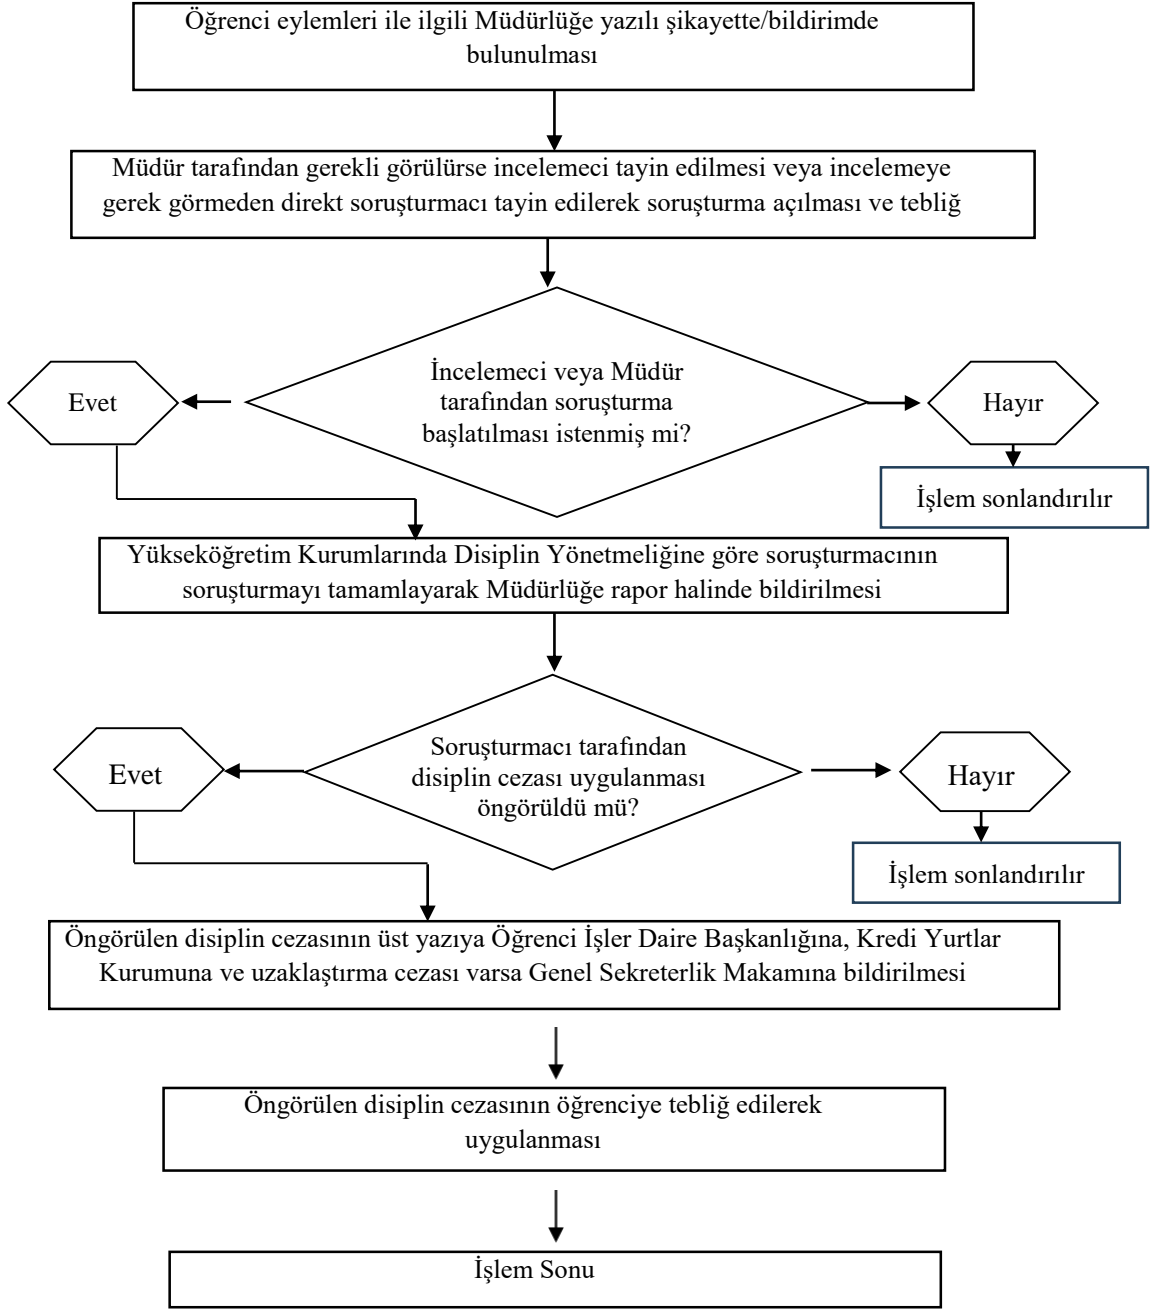 Öğrenci eylemleri ile ilgili Müdürlüğe yazılı şikayette/bildirimde
bulunulması
Müdür tarafından gerekli görülürse incelemeci tayin edilmesi veya incelemeye
gerek görmeden direkt soruşturmacı tayin edilerek soruşturma açılması ve tebliğ
İncelemeci veya Müdür
tarafından soruşturma
başlatılması istenmiş mi?
Evet
Hayır
İşlem sonlandırılır
Yükseköğretim Kurumlarında Disiplin Yönetmeliğine göre soruşturmacının
soruşturmayı tamamlayarak Müdürlüğe rapor halinde bildirilmesi
Soruşturmacı tarafından
disiplin cezası uygulanması
öngörüldü mü?
Evet
Hayır
İşlem sonlandırılır
Öngörülen disiplin cezasının üst yazıya Öğrenci İşler Daire Başkanlığına, Kredi Yurtlar
Kurumuna ve uzaklaştırma cezası varsa Genel Sekreterlik Makamına bildirilmesi
Öngörülen disiplin cezasının öğrenciye tebliğ edilerek
uygulanması
İşlem Sonu